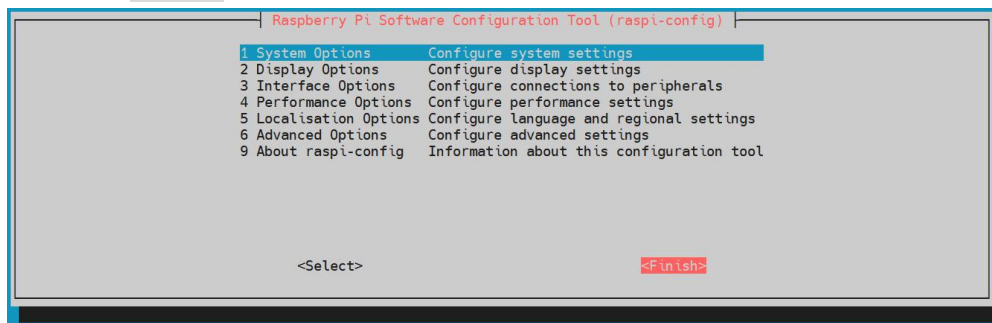 Raspberry Pi Software Configuration Tool (raspi-config)
1 System Options Configure system settings
2 Display Options Configure display settings
3 Interface Options Configure connections to peripherals
4 Performance Options Configure performance settings
5 Localisation Options Configure language and regional settings
6 Advanced Options Configure advanced settings
9 About raspi-config Information about this configuration tool
<Select> <Finish>